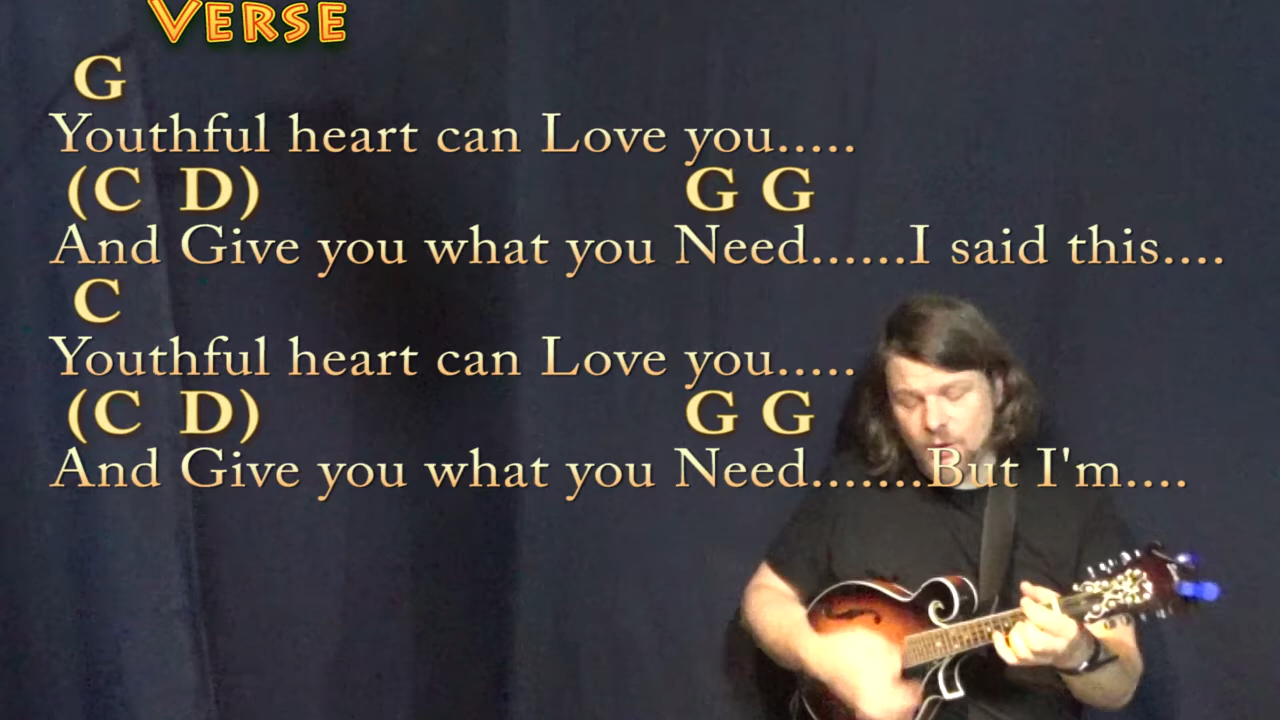 VERSE
G
Youthful heart can Love you.....
(C D) G G
And Give you what you Need......I said this....
C
Youthful heart can Love you.....
(C D) G G
And Give you what you Need.......But I'm....